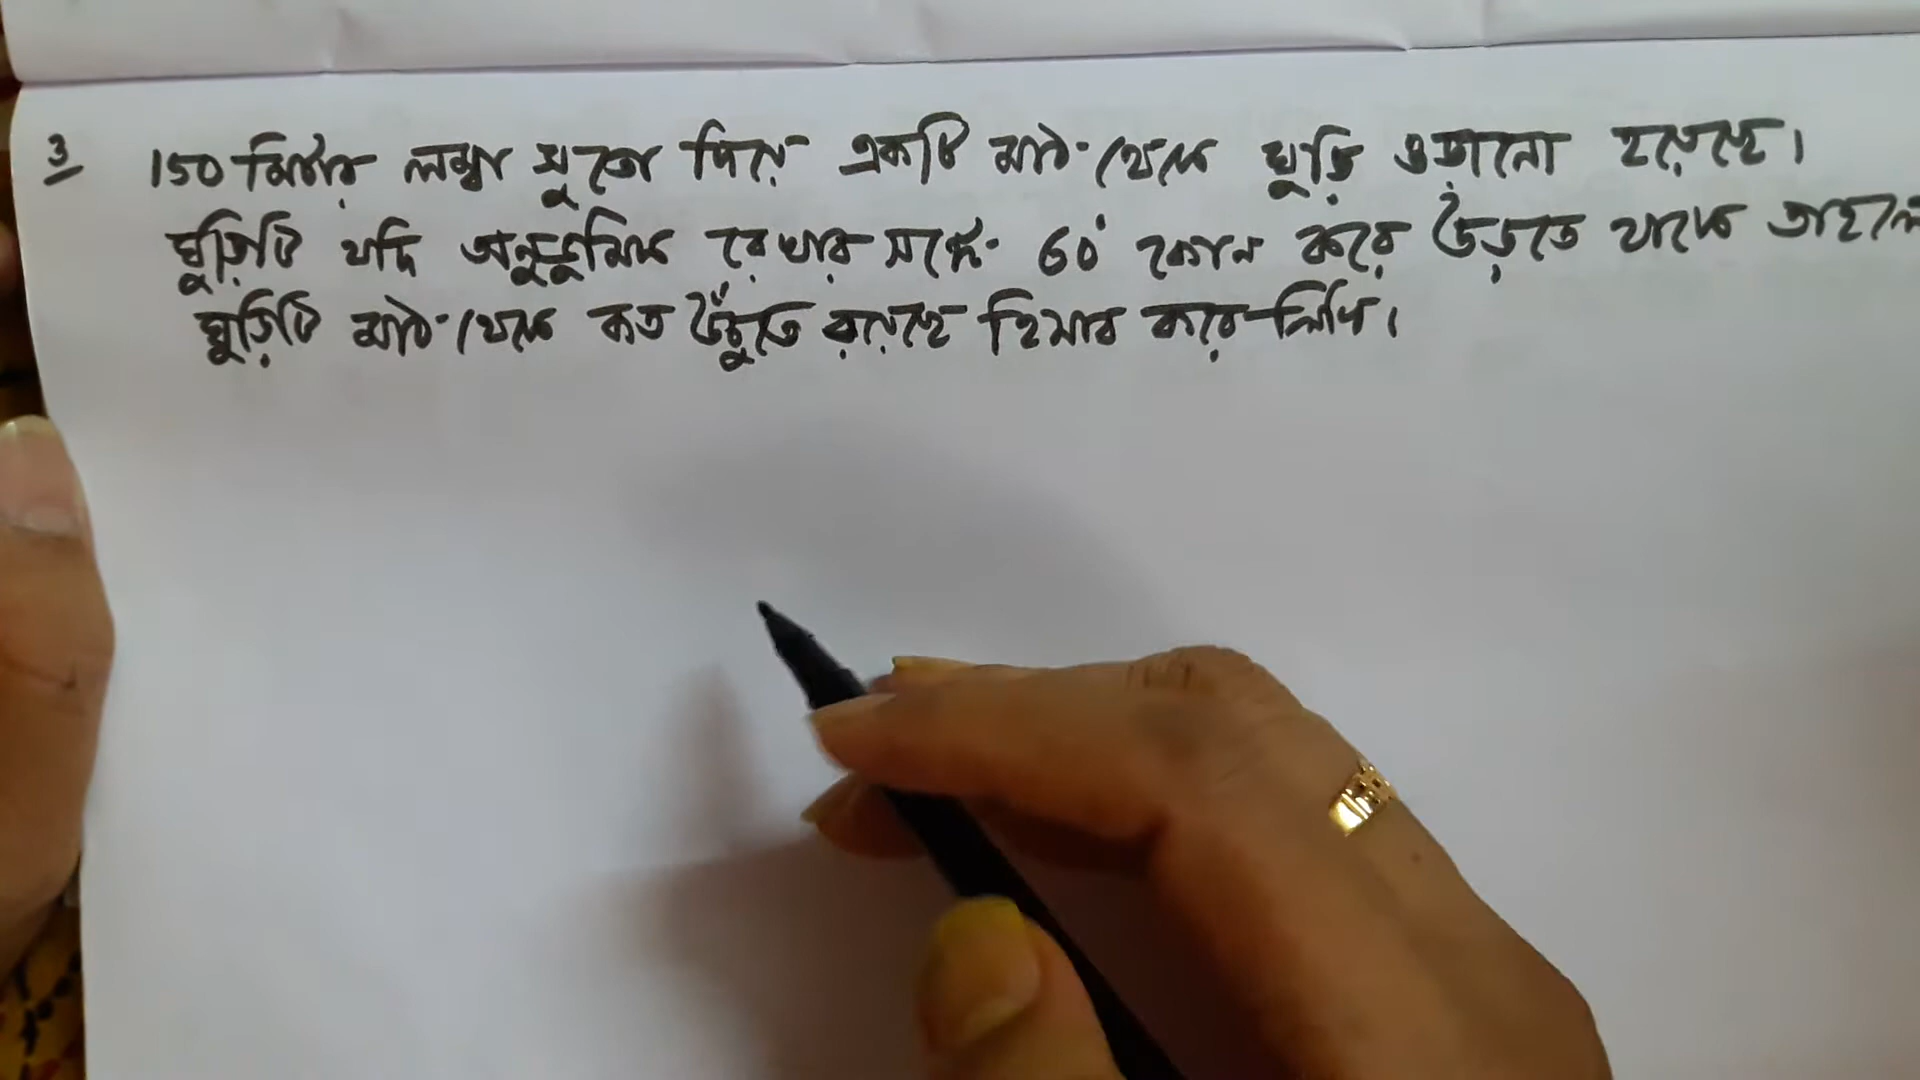 3 150 মিটার লম্বা সুতো দিয়ে একটি মাঠ থেকে ঘুড়ি ওড়ানো হয়েছে।
ঘুড়িটি যদি অনুভূমিক রেখার সঙ্গে 60° কোন করে উড়তে থাকে তাহলে
ঘুড়িটি মাঠ থেকে কত উঁচুতে রয়েছে হিসাব করে লিখি।